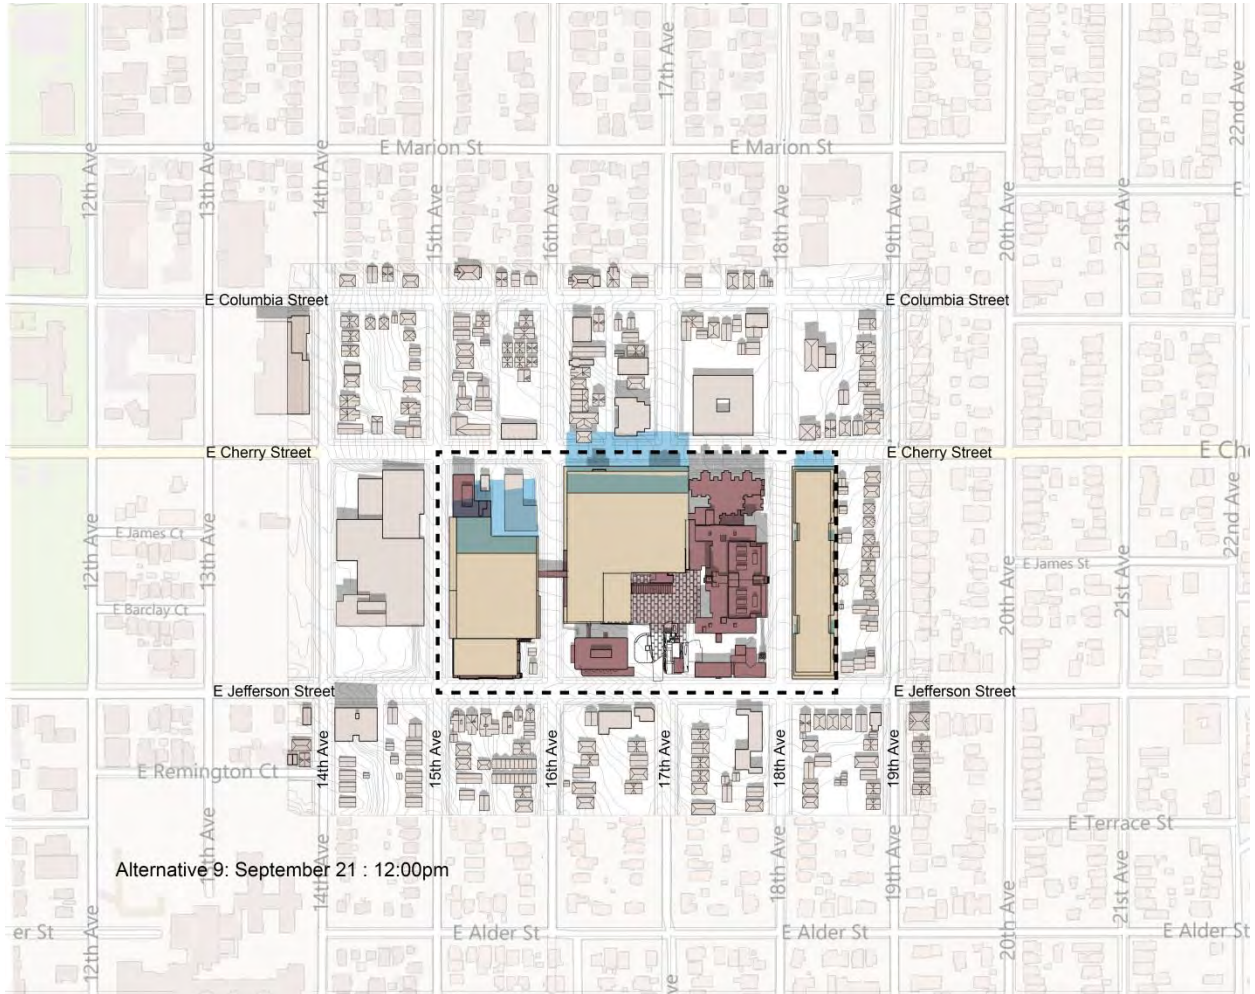 17th Ave
22nd Ave
E Marion St
E Marion St
12th Ave
13th Ave
14th Ave
15th Ave
16th Ave
18th Ave
19th Ave
20th Ave
21st Ave
E
E Columbia Street
E Columbia Street
E Cherry Street
E Cherry Street
E Che
E James Ct
E James St
12th Ave
13th Ave
20th Ave
21st Ave
22nd Ave
E Barclay Ct
E Jefferson Street
E Jefferson Street
14th Ave
15th Ave
16th Ave
17th Ave
18th Ave
19th Ave
E Remington Ct
E Terrace St
Alternative 9: September 21 : 12:00pm
14th Ave
18th Ave
19th Ave
20th Ave
21st Ave
12th Ave
er St
E Alder St
E Alder St
E Alder St